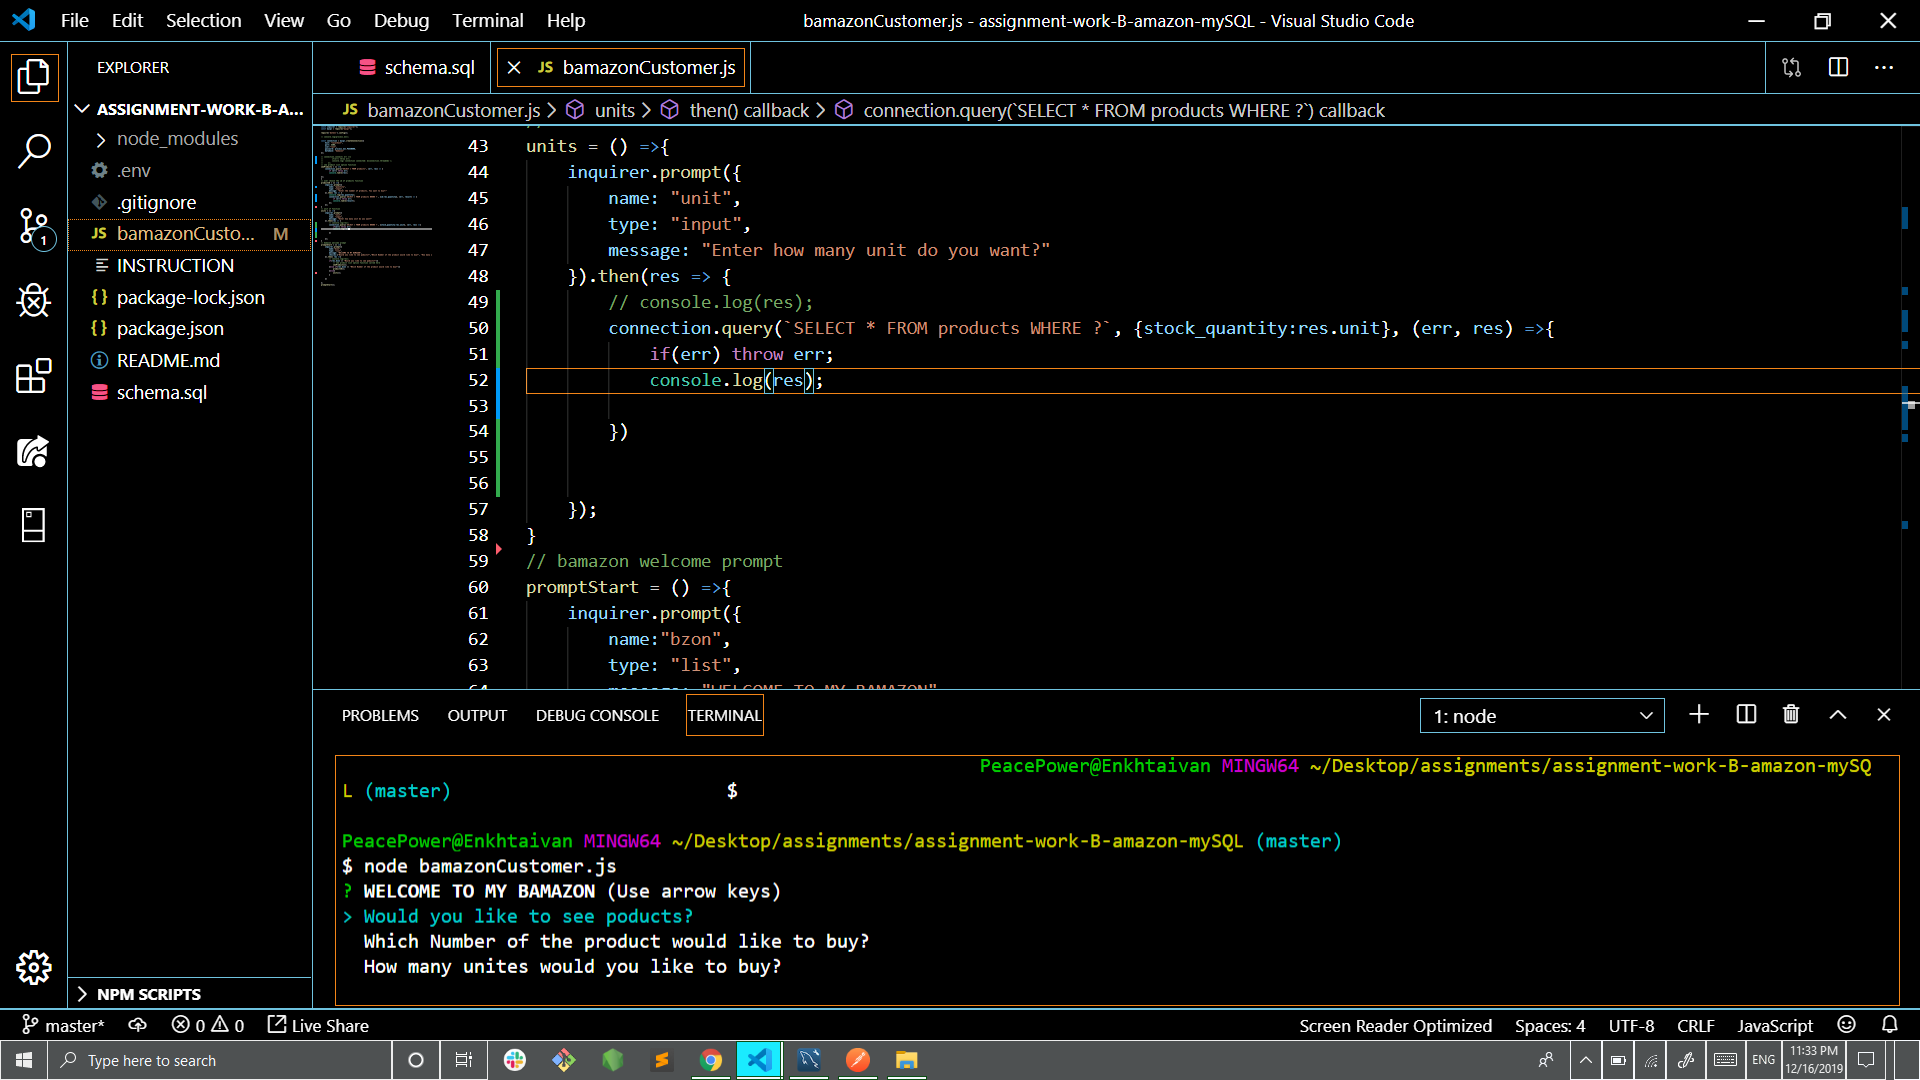 File Edit Selection View Go Debug Terminal Help
bamazonCustomer.js - assignment-work-B-amazon-mySQL - Visual Studio Code
EXPLORER
schema.sql
JS bamazonCustomer.js
ASSIGNMENT-WORK-B-A...
node_modules
.env
.gitignore
JS bamazonCusto... M
INSTRUCTION
{} package-lock.json
{} package.json
README.md
schema.sql
1
NPM SCRIPTS
JS bamazonCustomer.js > units > then() callback > connection.query(`SELECT * FROM products WHERE ?`) callback
43 units = () =>{
44 inquirer.prompt({
45 name: "unit",
46 type: "input",
47 message: "Enter how many unit do you want?"
48 }).then(res => {
49 // console.log(res);
50 connection.query(`SELECT * FROM products WHERE ?`, {stock_quantity:res.unit}, (err, res) =>{
51 if(err) throw err;
52 console.log(res);
53
54 })
55
56
57 });
58 }
59 // bamazon welcome prompt
60 promptStart = () =>{
61 inquirer.prompt({
62 name:"bzon",
63 type: "list",
64 message: "WELCOME TO MY BAMAZON"
PROBLEMS OUTPUT DEBUG CONSOLE TERMINAL
1: node
PeacePower@Enkhtaivan MINGW64 ~/Desktop/assignments/assignment-work-B-amazon-mySQ
L (master) $
PeacePower@Enkhtaivan MINGW64 ~/Desktop/assignments/assignment-work-B-amazon-mySQL (master)
$ node bamazonCustomer.js
? WELCOME TO MY BAMAZON (Use arrow keys)
> Would you like to see poducts?
Which Number of the product would like to buy?
How many unites would you like to buy?
master* 0 0 Live Share
Screen Reader Optimized Spaces: 4 UTF-8 CRLF JavaScript
Type here to search
ENG
11:33 PM
12/16/2019